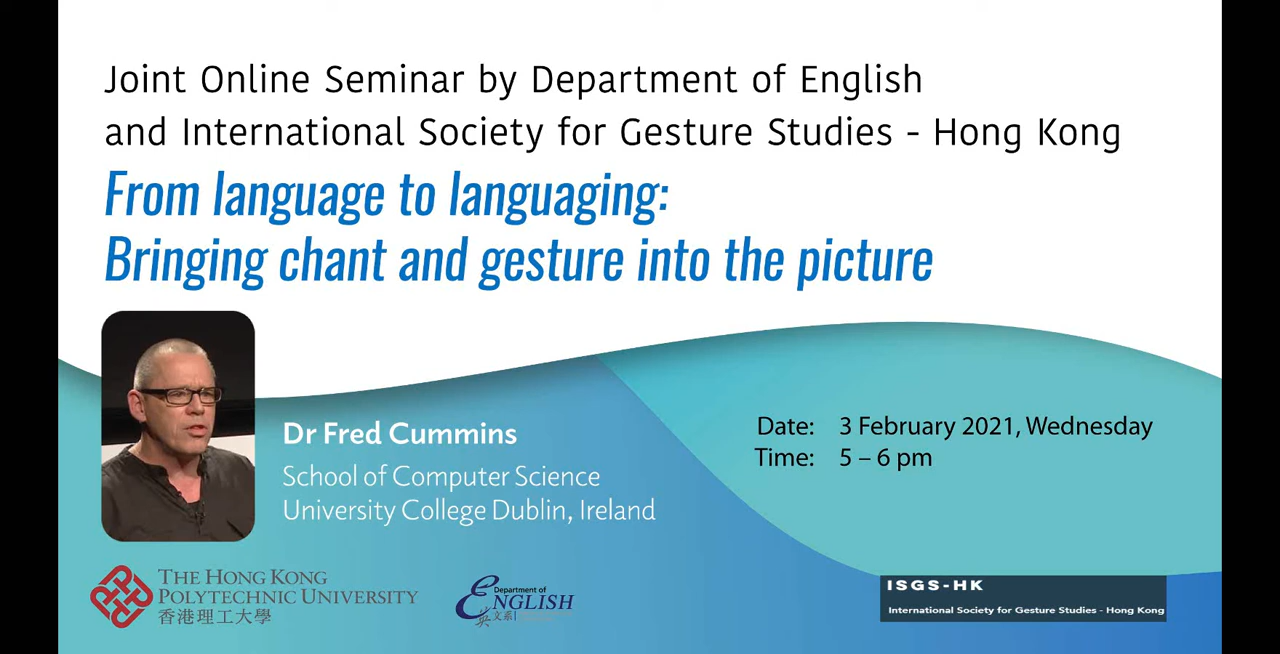 Joint Online Seminar by Department of English
and International Society for Gesture Studies - Hong Kong
From language to languaging:
Bringing chant and gesture into the picture
Dr Fred Cummins
School of Computer Science
University College Dublin, Ireland
Date: 3 February 2021, Wednesday
Time: 5 – 6 pm
THE HONG KONG
POLYTECHNIC UNIVERSITY
香港理工大學
Department of
ENGLISH
英文系
ISGS-HK
International Society for Gesture Studies - Hong Kong